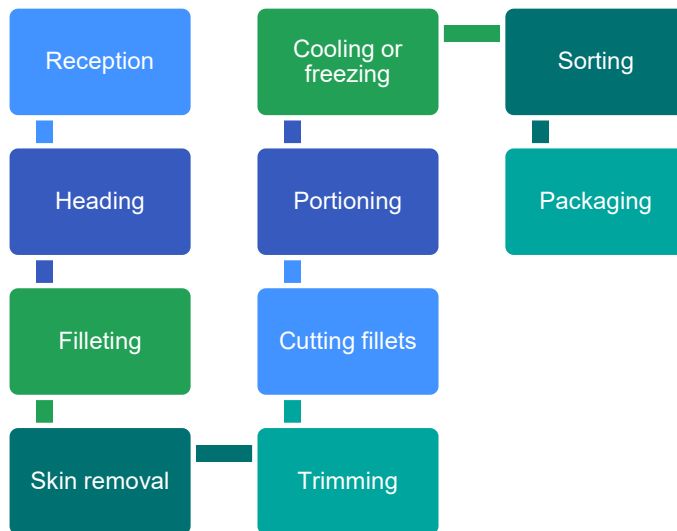 Reception
Heading
Filleting
Skin removal
Trimming
Cutting fillets
Portioning
Cooling or
freezing
Sorting
Packaging